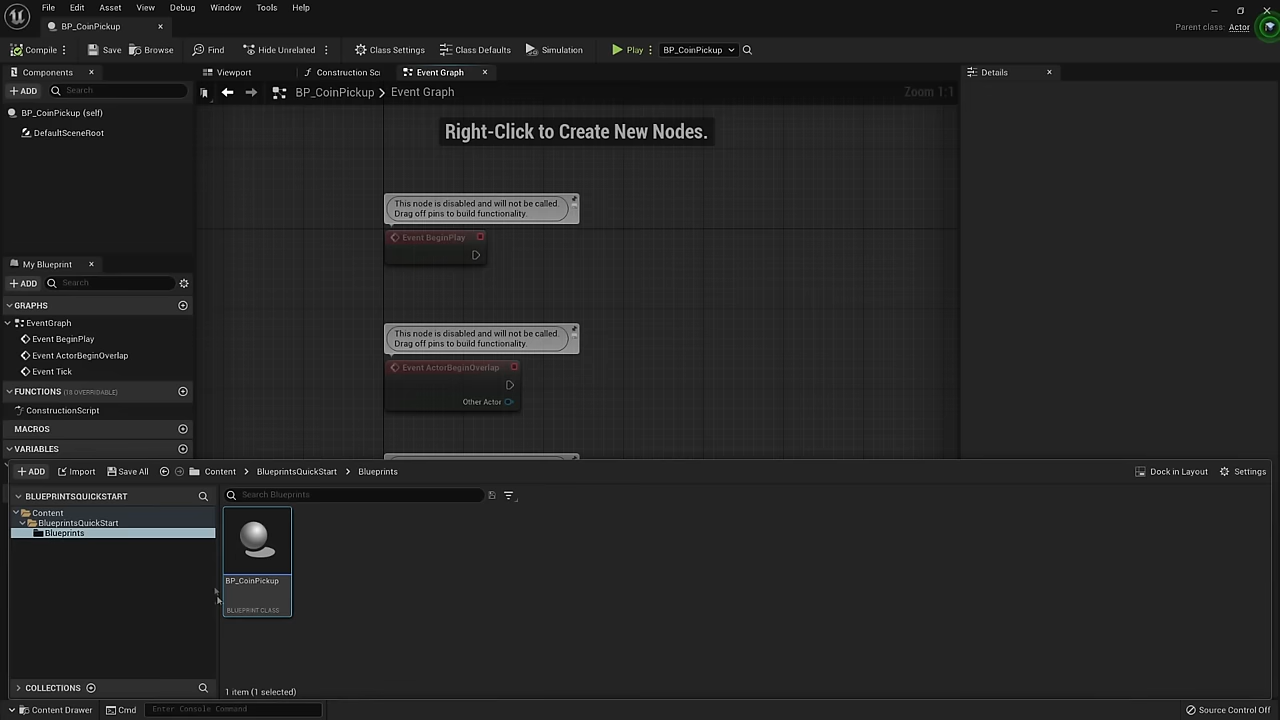 File Edit Asset View Debug Window Tools Help
BP_CoinPickup
Parent class: Actor
Compile Save Browse Find Hide Unrelated Class Settings Class Defaults Simulation Play BP_CoinPickup
Components
Viewport Construction Sc Event Graph
Details
+ ADD Search
BP_CoinPickup > Event Graph
Zoom 1:1
BP_CoinPickup (self)
DefaultSceneRoot
Right-Click to Create New Nodes.
This node is disabled and will not be called.
Drag off pins to build functionality.
Event BeginPlay
This node is disabled and will not be called.
Drag off pins to build functionality.
Event ActorBeginOverlap
Other Actor
My Blueprint
+ ADD Search
GRAPHS
EventGraph
Event BeginPlay
Event ActorBeginOverlap
Event Tick
FUNCTIONS (18 OVERRIDABLE)
ConstructionScript
MACROS
VARIABLES
+ ADD Import Save All Content > BlueprintsQuickStart > Blueprints
Dock in Layout Settings
BLUEPRINTSQUICKSTART
Search Blueprints
Content
BlueprintsQuickStart
Blueprints
BP_CoinPickup
BLUEPRINT CLASS
COLLECTIONS
1 item (1 selected)
Content Drawer Cmd Enter Console Command
Source Control Off